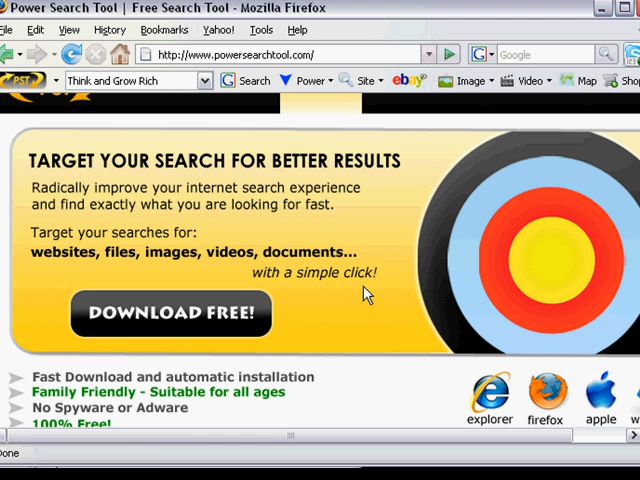 Power Search Tool | Free Search Tool - Mozilla Firefox
File Edit View History Bookmarks Yahoo! Tools Help
http://www.powersearchtool.com/ Google
PST Think and Grow Rich Search Power Site ebay Image Video Map Shop
TARGET YOUR SEARCH FOR BETTER RESULTS
Radically improve your internet search experience
and find exactly what you are looking for fast.
Target your searches for:
websites, files, images, videos, documents...
with a simple click!
DOWNLOAD FREE!
Fast Download and automatic installation
Family Friendly - Suitable for all ages
No Spyware or Adware
100% Free!
explorer firefox apple
Done